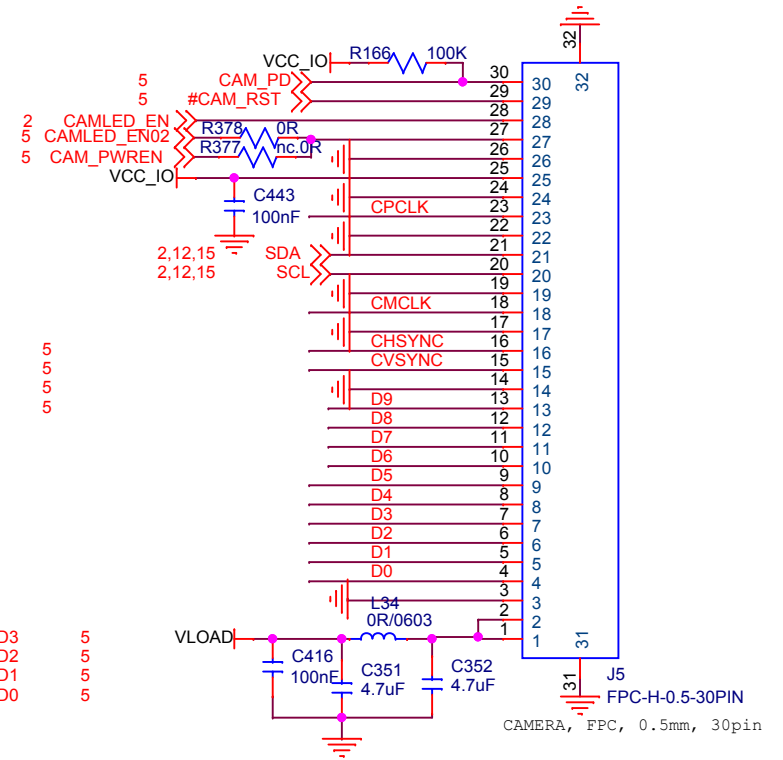 32
VCC_IO R166 100K
5 CAM_PD 30 30 32
5 #CAM_RST 29 29
2 CAMLED_EN 28 28
5 CAMLED_EN02 R378 0R 27 27
5 CAM_PWREN R377 nc.0R 26 26
VCC_IO 25 25
C443 24 24
100nF CPCLK 23 23
22 22
2,12,15 SDA 21 21
2,12,15 SCL 20 20
19 19
CMCLK 18 18
17 17
5 CHSYNC 16 16
5 CVSYNC 15 15
5 14 14
5 D9 13 13
D8 12 12
D7 11 11
D6 10 10
D5 9 9
D4 8 8
D3 7 7
D2 6 6
D1 5 5
D0 4 4
3 3
L34
0R/0603 2 2
D3 5 VLOAD 1 1 31
D2 5 C416 C351 C352 J5
D1 5 100nF 4.7uF 4.7uF 31
D0 5 FPC-H-0.5-30PIN
CAMERA, FPC, 0.5mm, 30pin